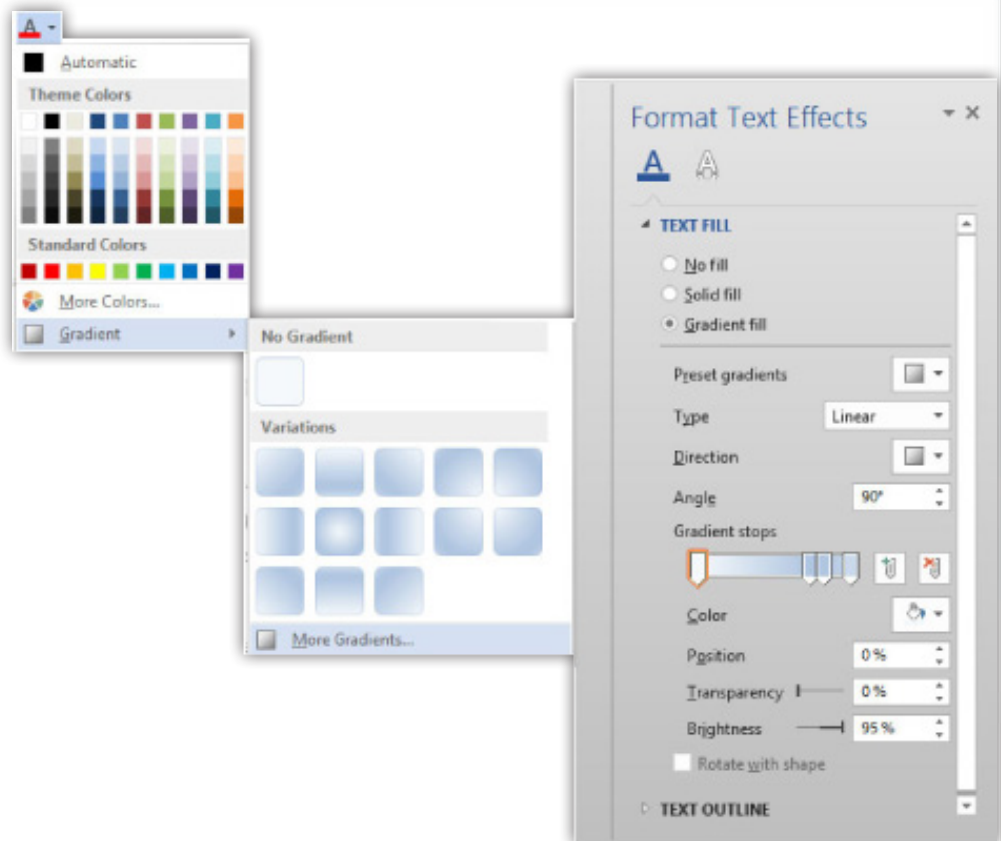 A
Automatic
Theme Colors
Standard Colors
More Colors...
Gradient
No Gradient
Variations
More Gradients...
Format Text Effects
A A
TEXT FILL
No fill
Solid fill
Gradient fill
Preset gradients
Type Linear
Direction
Angle 90°
Gradient stops
Color
Position 0%
Transparency 0%
Brightness 95%
Rotate with shape
TEXT OUTLINE